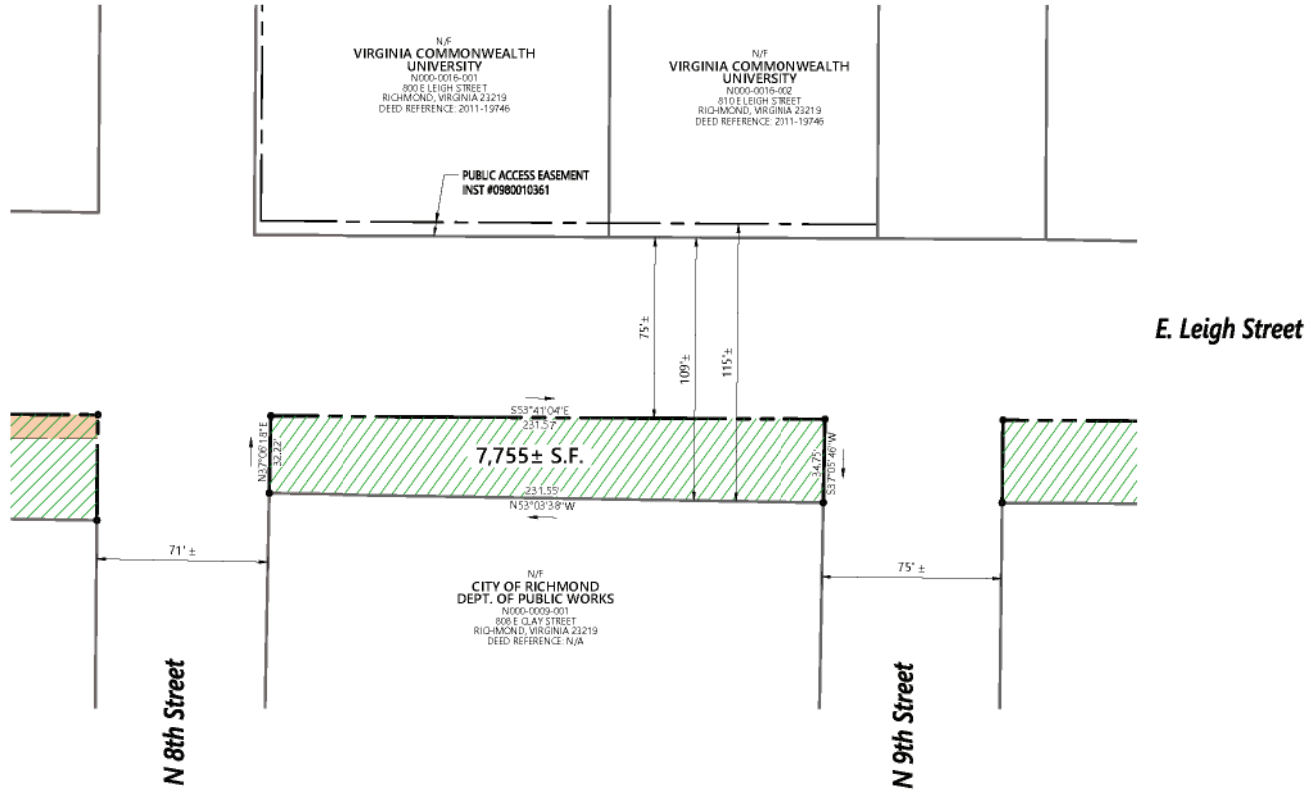 N/F
VIRGINIA COMMONWEALTH
UNIVERSITY
N000-0016-001
800 E LEIGH STREET
RICHMOND, VIRGINIA 23219
DEED REFERENCE: 2011-19746
N/F
VIRGINIA COMMONWEALTH
UNIVERSITY
N000-0016-002
810 E LEIGH STREET
RICHMOND, VIRGINIA 23219
DEED REFERENCE: 2011-19746
PUBLIC ACCESS EASEMENT
INST #0980010361
75'±
109'±
115'±
E. Leigh Street
S53°41'04"E
231.57'
N37°06'18"E
32.22'
7,755± S.F.
34.75'
S37°05'46"W
231.55'
N53°03'38"W
71' ±
75' ±
N/F
CITY OF RICHMOND
DEPT. OF PUBLIC WORKS
N000-0009-001
808 E CLAY STREET
RICHMOND, VIRGINIA 23219
DEED REFERENCE: N/A
N 8th Street
N 9th Street